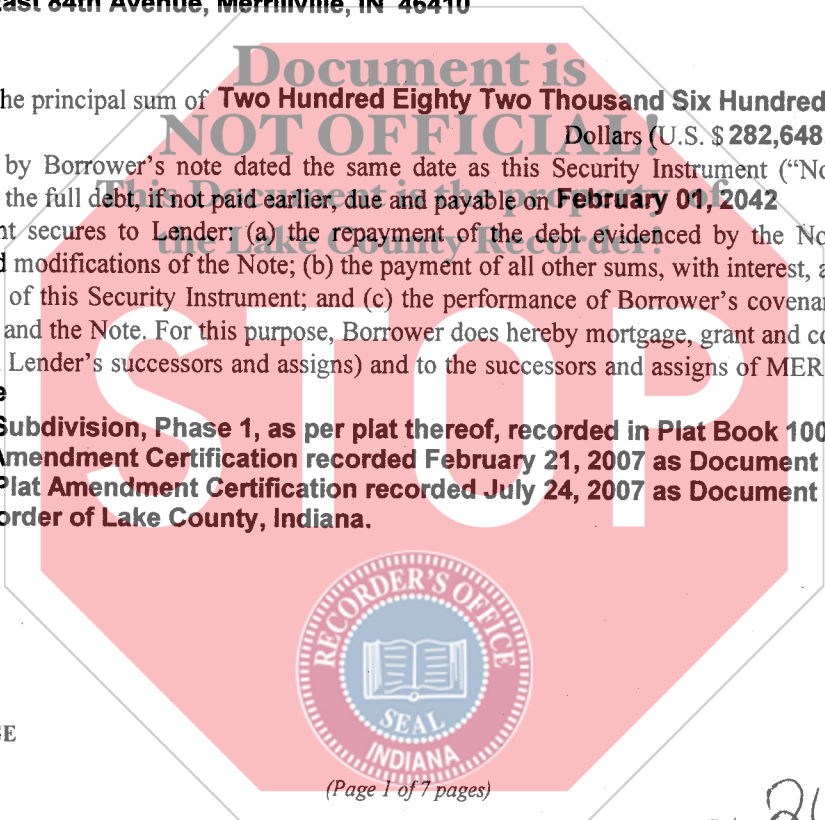 East 84th Avenue, Merrillville, IN 46410
Document is
he principal sum of Two Hundred Eighty Two Thousand Six Hundred
NOT OFFICIAL!
Dollars (U.S. $ 282,648
by Borrower's note dated the same date as this Security Instrument ("No
This Document is the property of
the full debt, if not paid earlier, due and payable on February 01, 2042
the Lake County Recorder!
nt secures to Lender: (a) the repayment of the debt evidenced by the No
d modifications of the Note; (b) the payment of all other sums, with interest, a
of this Security Instrument; and (c) the performance of Borrower's covenan
and the Note. For this purpose, Borrower does hereby mortgage, grant and co
Lender's successors and assigns) and to the successors and assigns of MER
e
STOP
Subdivision, Phase 1, as per plat thereof, recorded in Plat Book 100
Amendment Certification recorded February 21, 2007 as Document
Plat Amendment Certification recorded July 24, 2007 as Document
order of Lake County, Indiana.
RECORDER'S OFFICE
SEAL
INDIANA
GE
(Page 1 of 7 pages)